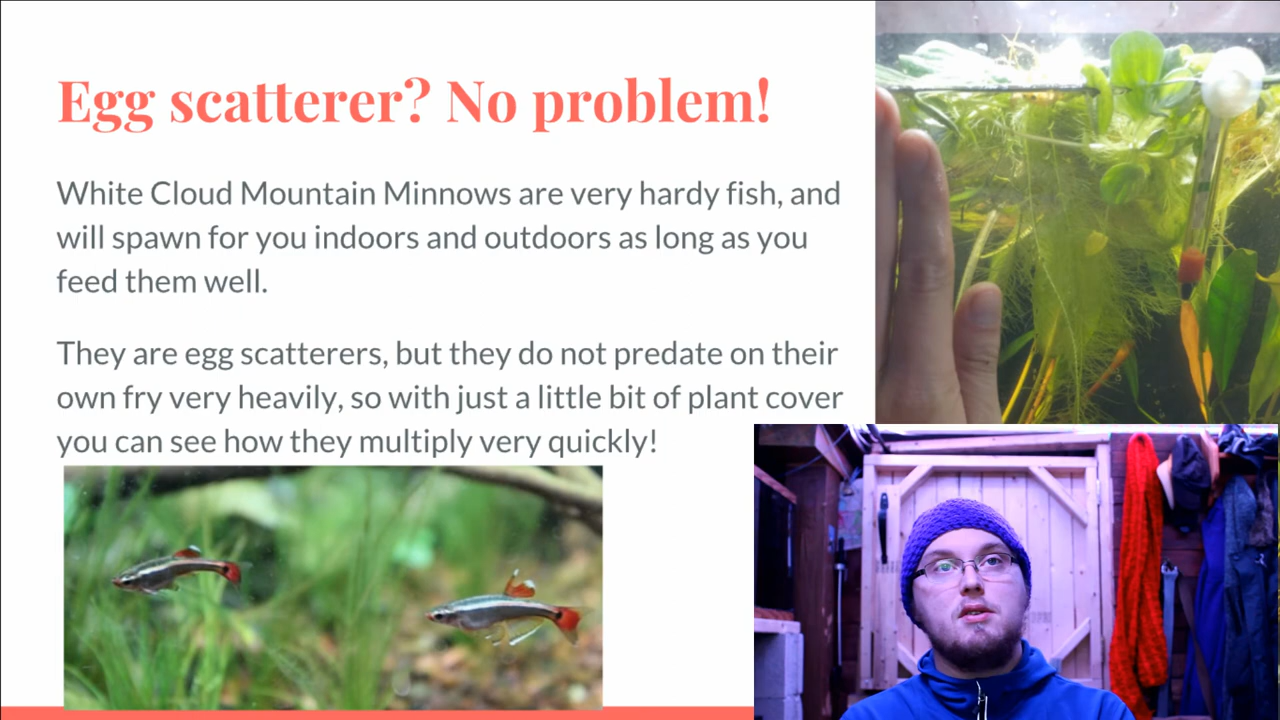 Egg scatterer? No problem!
White Cloud Mountain Minnows are very hardy fish, and
will spawn for you indoors and outdoors as long as you
feed them well.
They are egg scatterers, but they do not predate on their
own fry very heavily, so with just a little bit of plant cover
you can see how they multiply very quickly!